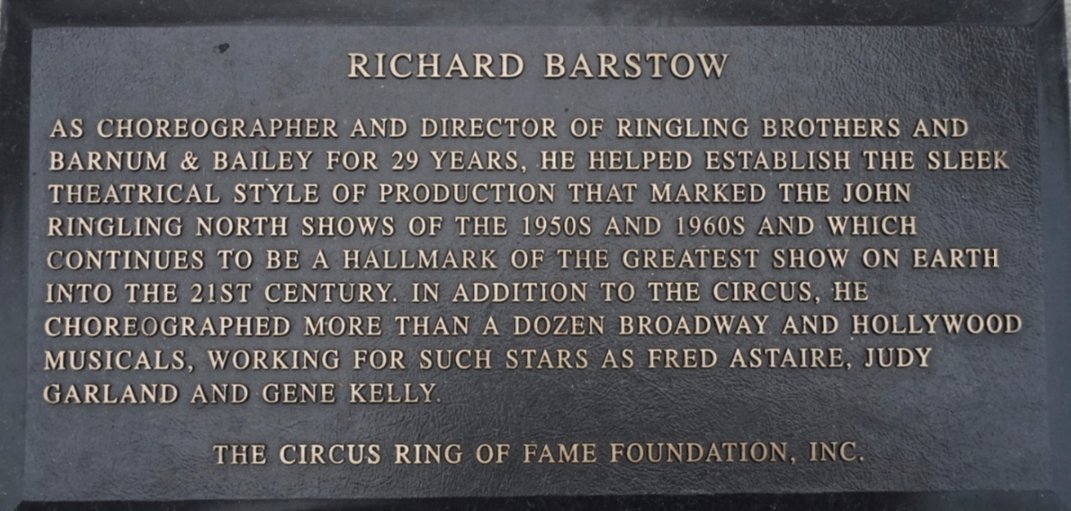 RICHARD BARSTOW
AS CHOREOGRAPHER AND DIRECTOR OF RINGLING BROTHERS AND
BARNUM & BAILEY FOR 29 YEARS, HE HELPED ESTABLISH THE SLEEK
THEATRICAL STYLE OF PRODUCTION THAT MARKED THE JOHN
RINGLING NORTH SHOWS OF THE 1950S AND 1960S AND WHICH
CONTINUES TO BE A HALLMARK OF THE GREATEST SHOW ON EARTH
INTO THE 21ST CENTURY. IN ADDITION TO THE CIRCUS, HE
CHOREOGRAPHED MORE THAN A DOZEN BROADWAY AND HOLLYWOOD
MUSICALS, WORKING FOR SUCH STARS AS FRED ASTAIRE, JUDY
GARLAND AND GENE KELLY.
THE CIRCUS RING OF FAME FOUNDATION, INC.